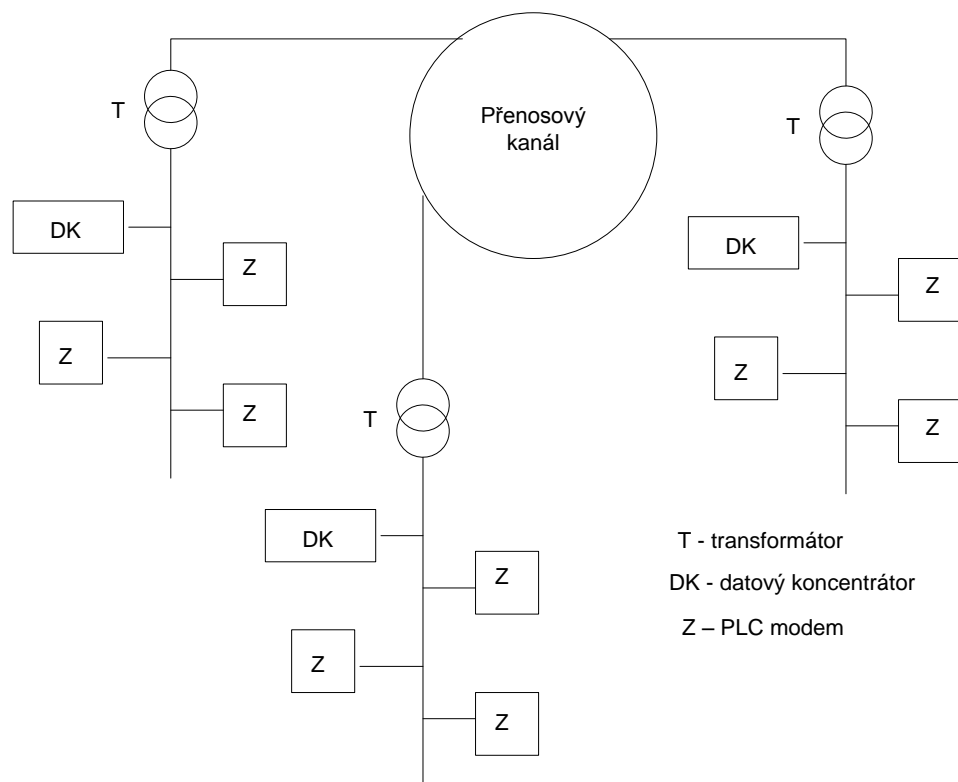 Přenosový
kanál
T
T
DK
DK
Z
Z
Z
Z
Z
Z
T
DK
Z
Z
Z
T - transformátor
DK - datový koncentrátor
Z – PLC modem